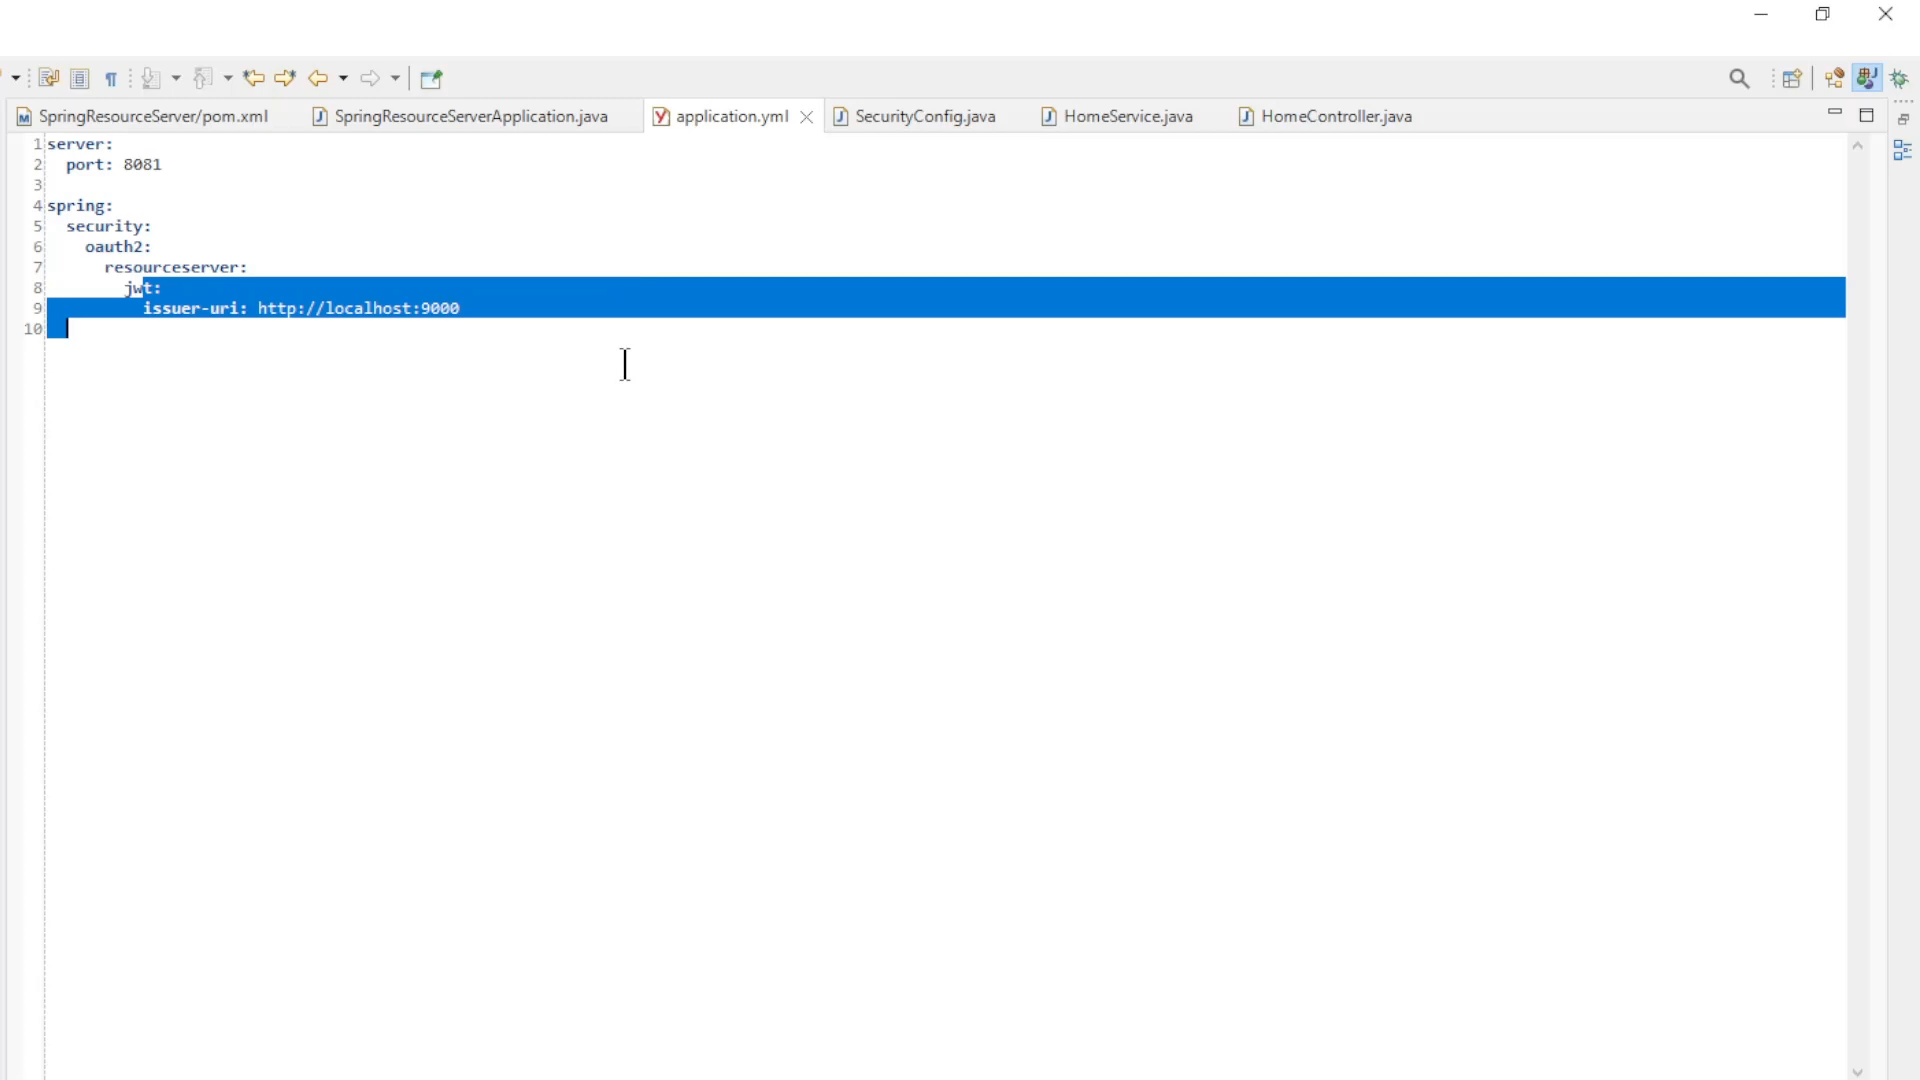 SpringResourceServer/pom.xml SpringResourceServerApplication.java application.yml SecurityConfig.java HomeService.java HomeController.java
1 server:
2   port: 8081
3
4 spring:
5   security:
6     oauth2:
7       resourceserver:
8         jwt:
9           issuer-uri: http://localhost:9000
10